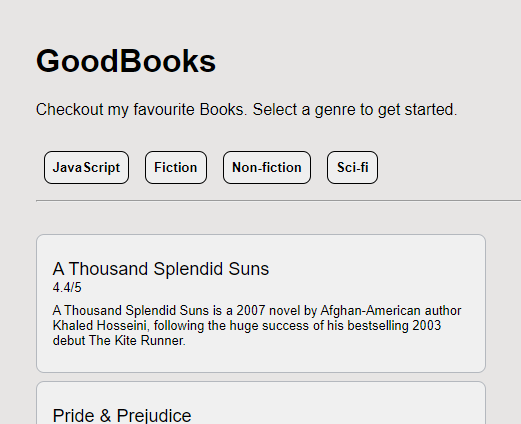 GoodBooks
Checkout my favourite Books. Select a genre to get started.
JavaScript Fiction Non-fiction Sci-fi
A Thousand Splendid Suns
4.4/5
A Thousand Splendid Suns is a 2007 novel by Afghan-American author
Khaled Hosseini, following the huge success of his bestselling 2003
debut The Kite Runner.
Pride & Prejudice